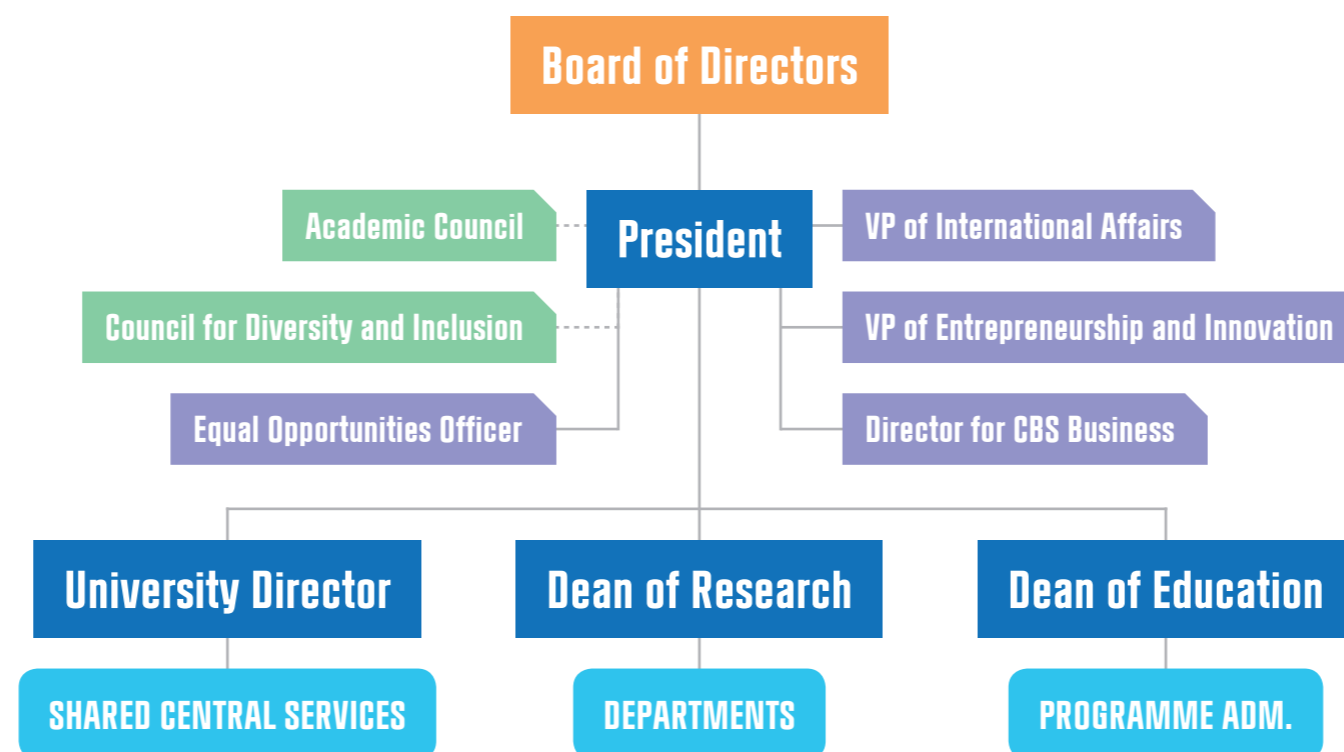 Board of Directors
Academic Council
President
VP of International Affairs
Council for Diversity and Inclusion
VP of Entrepreneurship and Innovation
Equal Opportunities Officer
Director for CBS Business
University Director
Dean of Research
Dean of Education
SHARED CENTRAL SERVICES
DEPARTMENTS
PROGRAMME ADM.